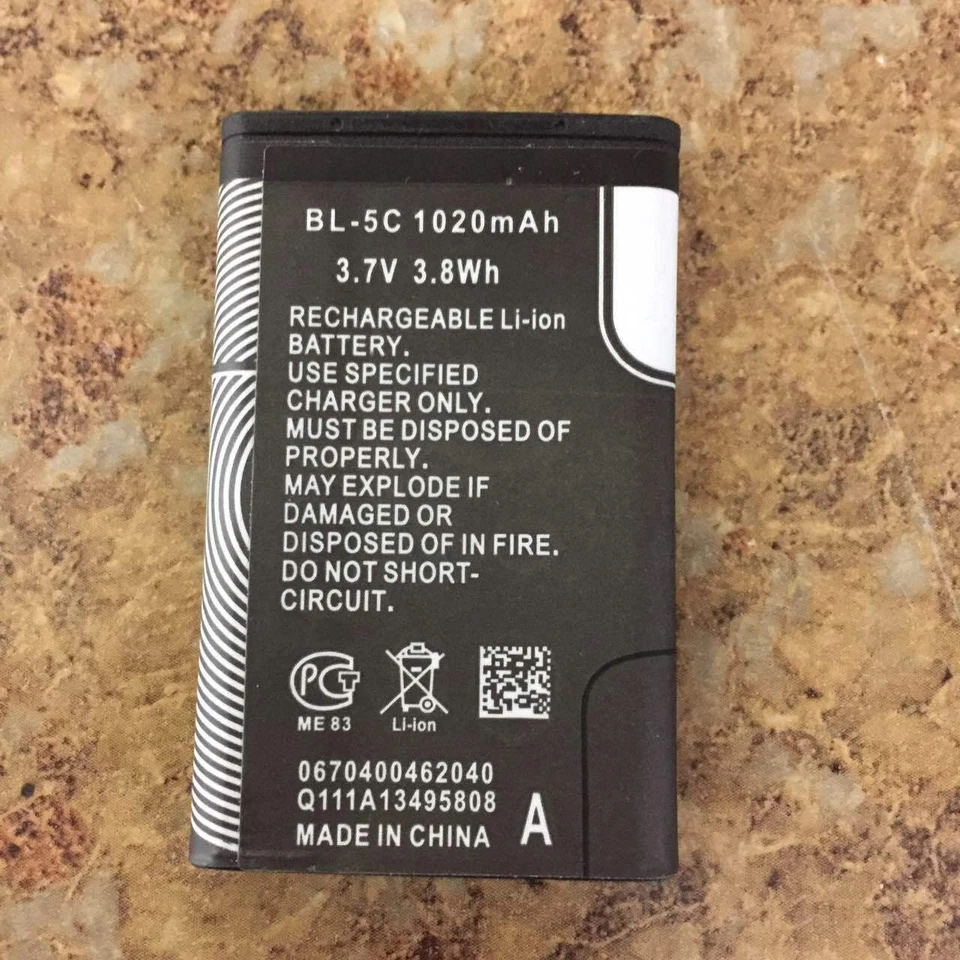 BL-5C 1020mAh
3.7V 3.8Wh
RECHARGEABLE Li-ion
BATTERY.
USE SPECIFIED
CHARGER ONLY.
MUST BE DISPOSED OF
PROPERLY.
MAY EXPLODE IF
DAMAGED OR
DISPOSED OF IN FIRE.
DO NOT SHORT-
CIRCUIT.
РСТ
ME 83 Li-ion
0670400462040
Q111A13495808
MADE IN CHINA A